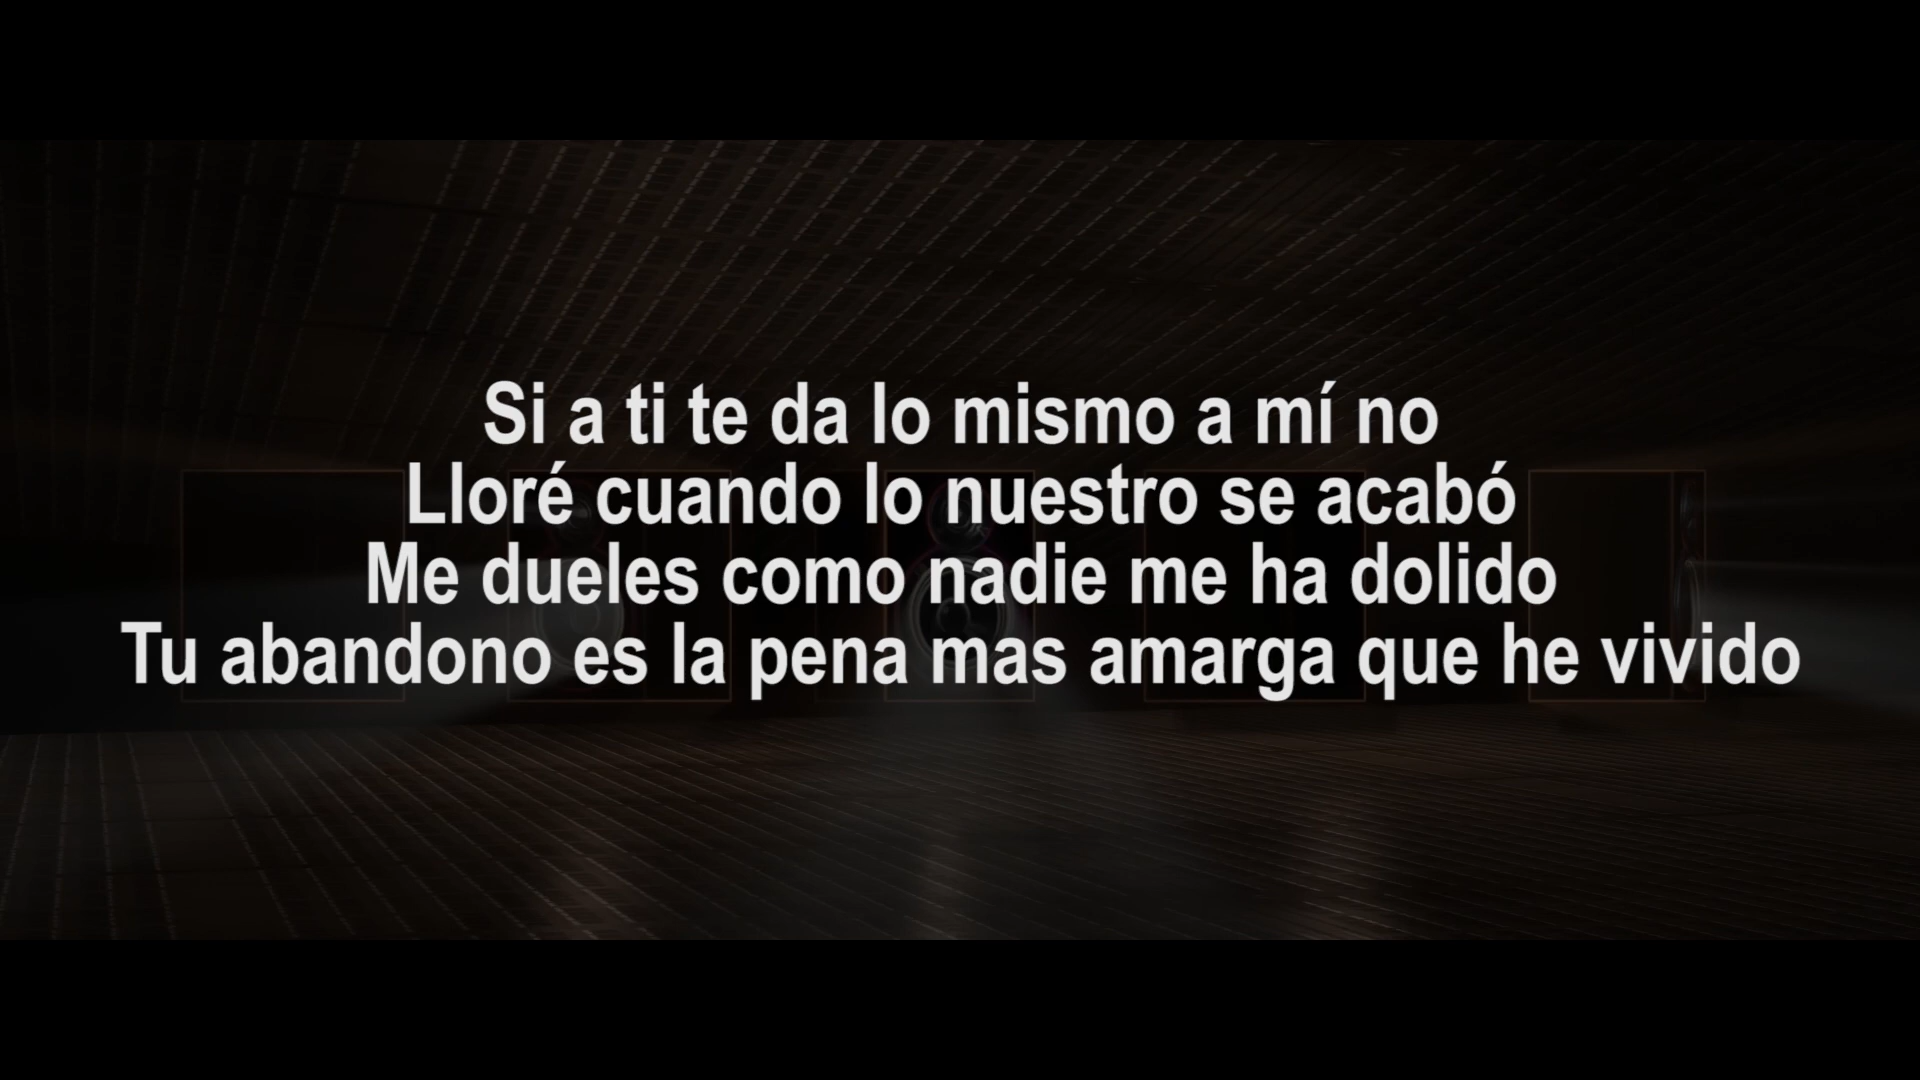 Si a ti te da lo mismo a mí no
Lloré cuando lo nuestro se acabó
Me dueles como nadie me ha dolido
Tu abandono es la pena mas amarga que he vivido